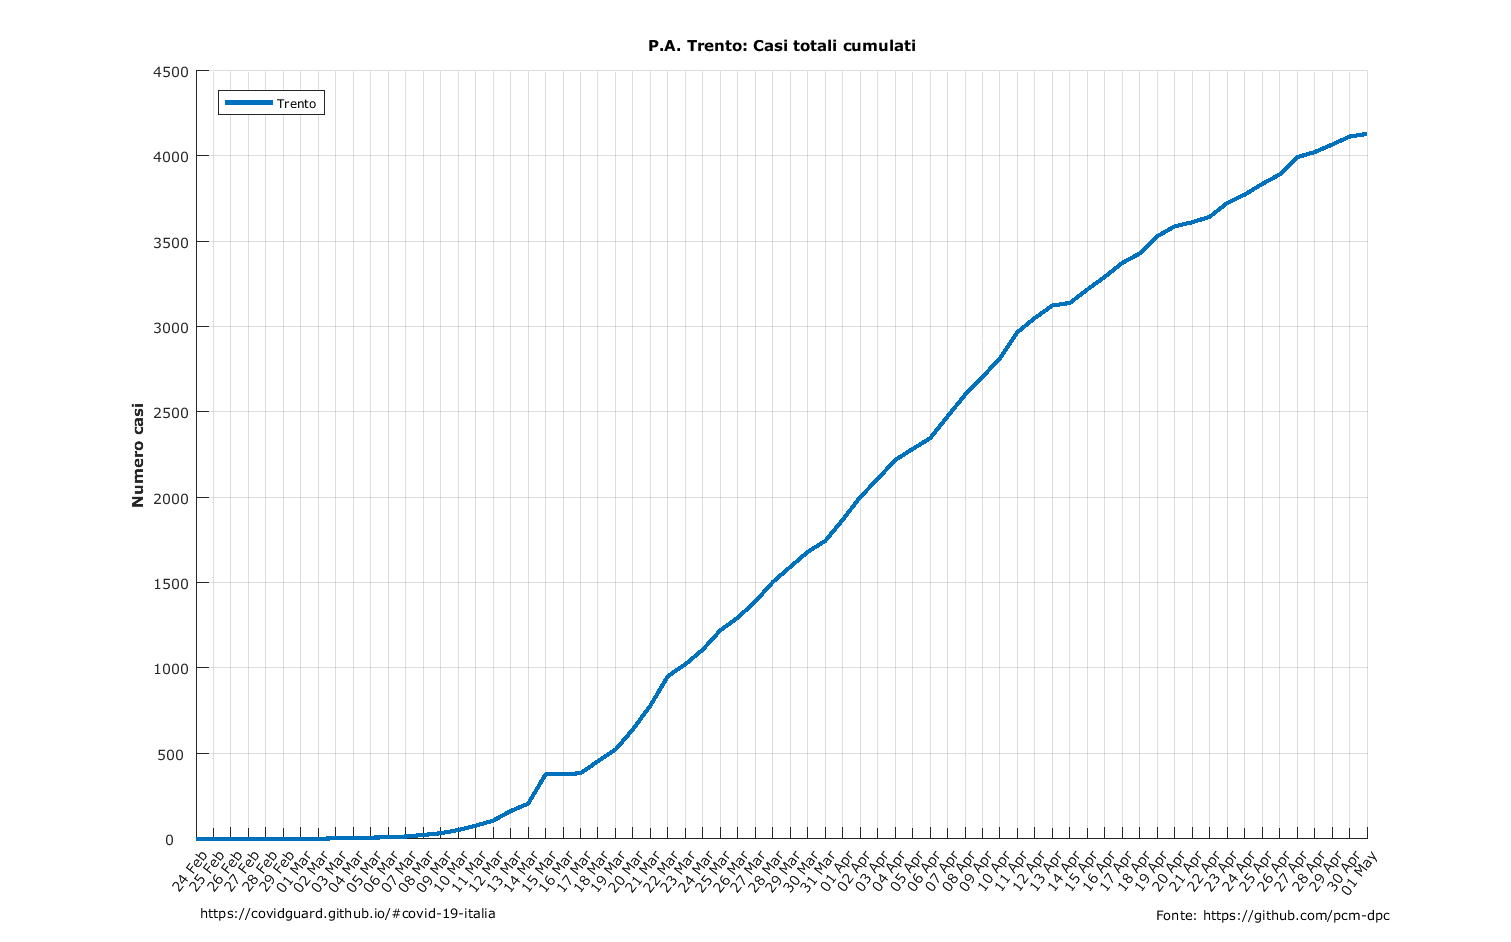 P.A. Trento: Casi totali cumulati
Trento
Numero casi
4500
4000
3500
3000
2500
2000
1500
1000
500
0
24 Feb
25 Feb
26 Feb
27 Feb
28 Feb
29 Feb
01 Mar
02 Mar
03 Mar
04 Mar
05 Mar
06 Mar
07 Mar
08 Mar
09 Mar
10 Mar
11 Mar
12 Mar
13 Mar
14 Mar
15 Mar
16 Mar
17 Mar
18 Mar
19 Mar
20 Mar
21 Mar
22 Mar
23 Mar
24 Mar
25 Mar
26 Mar
27 Mar
28 Mar
29 Mar
30 Mar
31 Mar
01 Apr
02 Apr
03 Apr
04 Apr
05 Apr
06 Apr
07 Apr
08 Apr
09 Apr
10 Apr
11 Apr
12 Apr
13 Apr
14 Apr
15 Apr
16 Apr
17 Apr
18 Apr
19 Apr
20 Apr
21 Apr
22 Apr
23 Apr
24 Apr
25 Apr
26 Apr
27 Apr
28 Apr
29 Apr
30 Apr
01 May
https://covidguard.github.io/#covid-19-italia
Fonte: https://github.com/pcm-dpc